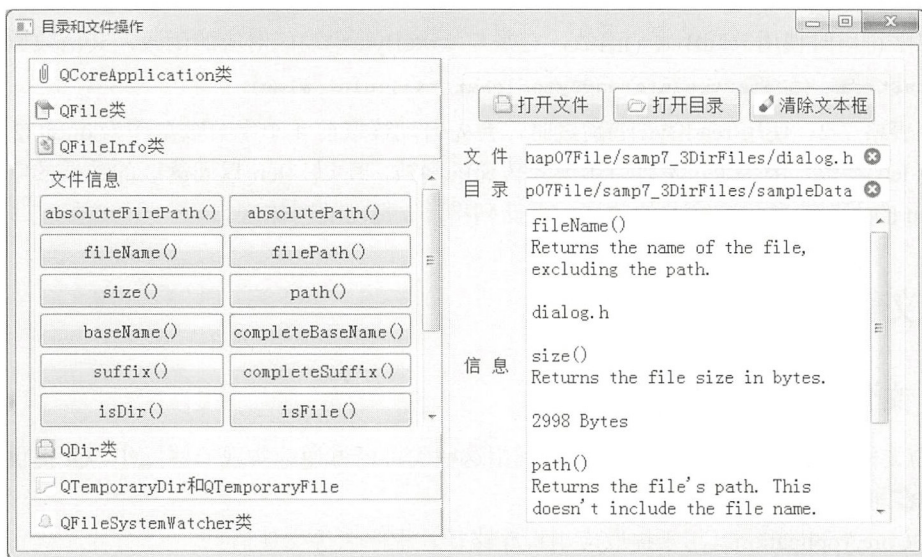 目录和文件操作
QCoreApplication类
QFile类
QFileInfo类
文件信息
absoluteFilePath()
absolutePath()
fileName()
filePath()
size()
path()
baseName()
completeBaseName()
suffix()
completeSuffix()
isDir()
isFile()
QDir类
QTemporaryDir和QTemporaryFile
QFileSystemWatcher类
打开文件
打开目录
清除文本框
文 件 hap07File/samp7_3DirFiles/dialog.h
目 录 p07File/samp7_3DirFiles/sampleData
信 息
fileName()
Returns the name of the file,
excluding the path.
dialog.h
size()
Returns the file size in bytes.
2998 Bytes
path()
Returns the file's path. This
doesn't include the file name.